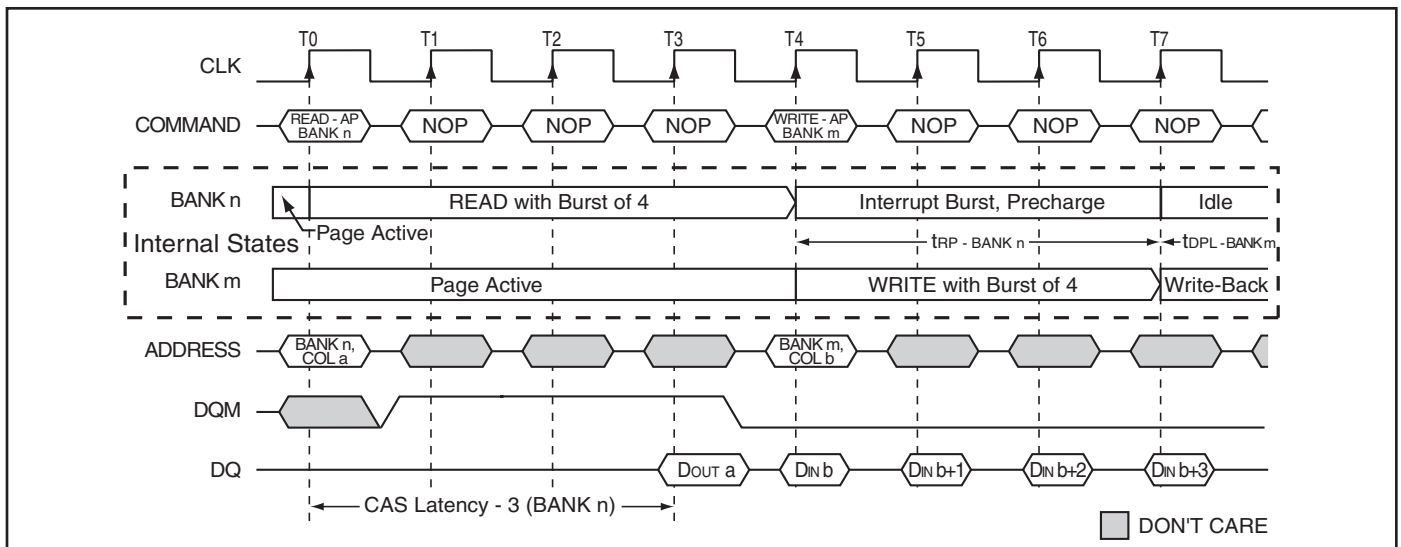 T0 T1 T2 T3 T4 T5 T6 T7
CLK
COMMAND READ - AP BANK n NOP NOP NOP WRITE - AP BANK m NOP NOP NOP
BANK n READ with Burst of 4 Interrupt Burst, Precharge Idle
Internal States Page Active tRP - BANK n tDPL - BANK m
BANK m Page Active WRITE with Burst of 4 Write-Back
ADDRESS BANK n, COL a BANK m, COL b
DQM
DQ DOUT a DIN b DIN b+1 DIN b+2 DIN b+3
CAS Latency - 3 (BANK n)
DON'T CARE